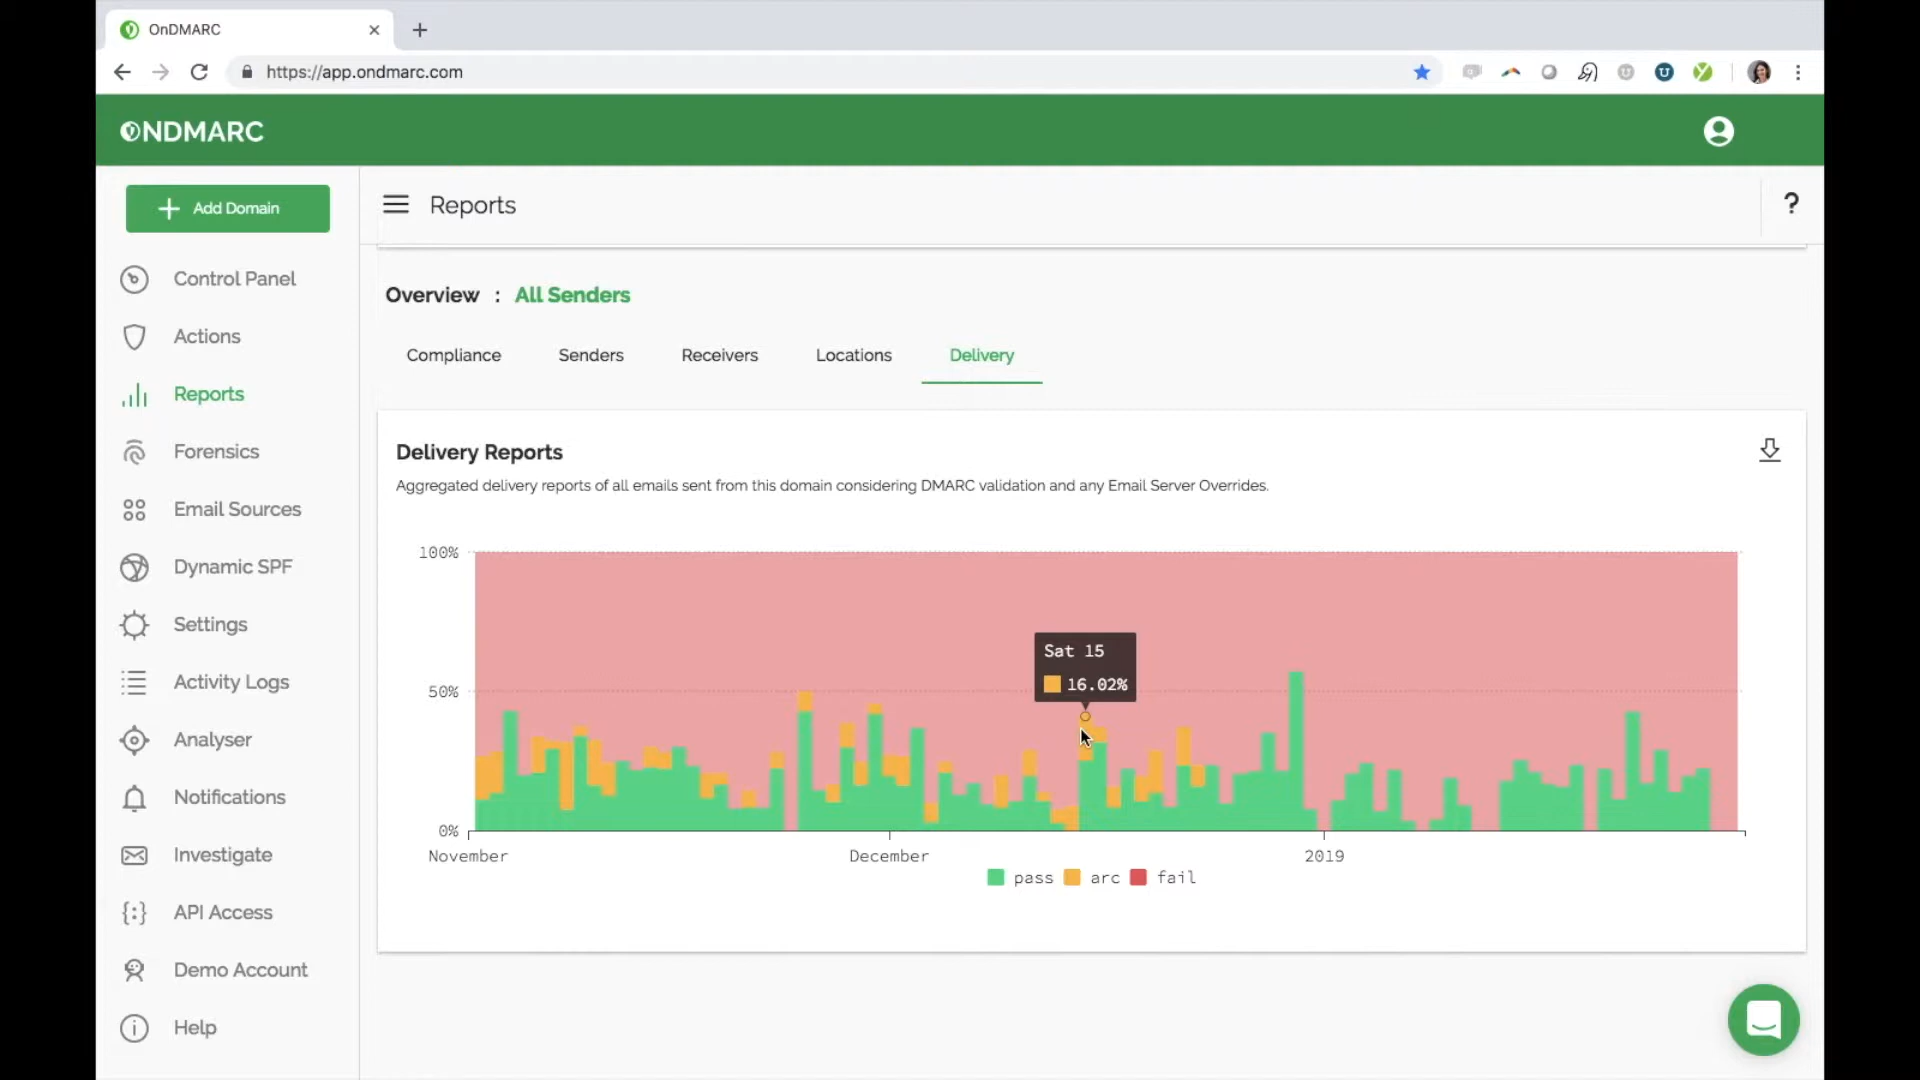 OnDMARC
https://app.ondmarc.com
ONDMARC
Add Domain
Reports
?
Control Panel
Actions
Reports
Forensics
Email Sources
Dynamic SPF
Settings
Activity Logs
Analyser
Notifications
Investigate
API Access
Demo Account
Help
Overview : All Senders
Compliance Senders Receivers Locations Delivery
Delivery Reports
Aggregated delivery reports of all emails sent from this domain considering DMARC validation and any Email Server Overrides.
100%
50%
0%
Sat 15
16.02%
November December 2019
pass arc fail